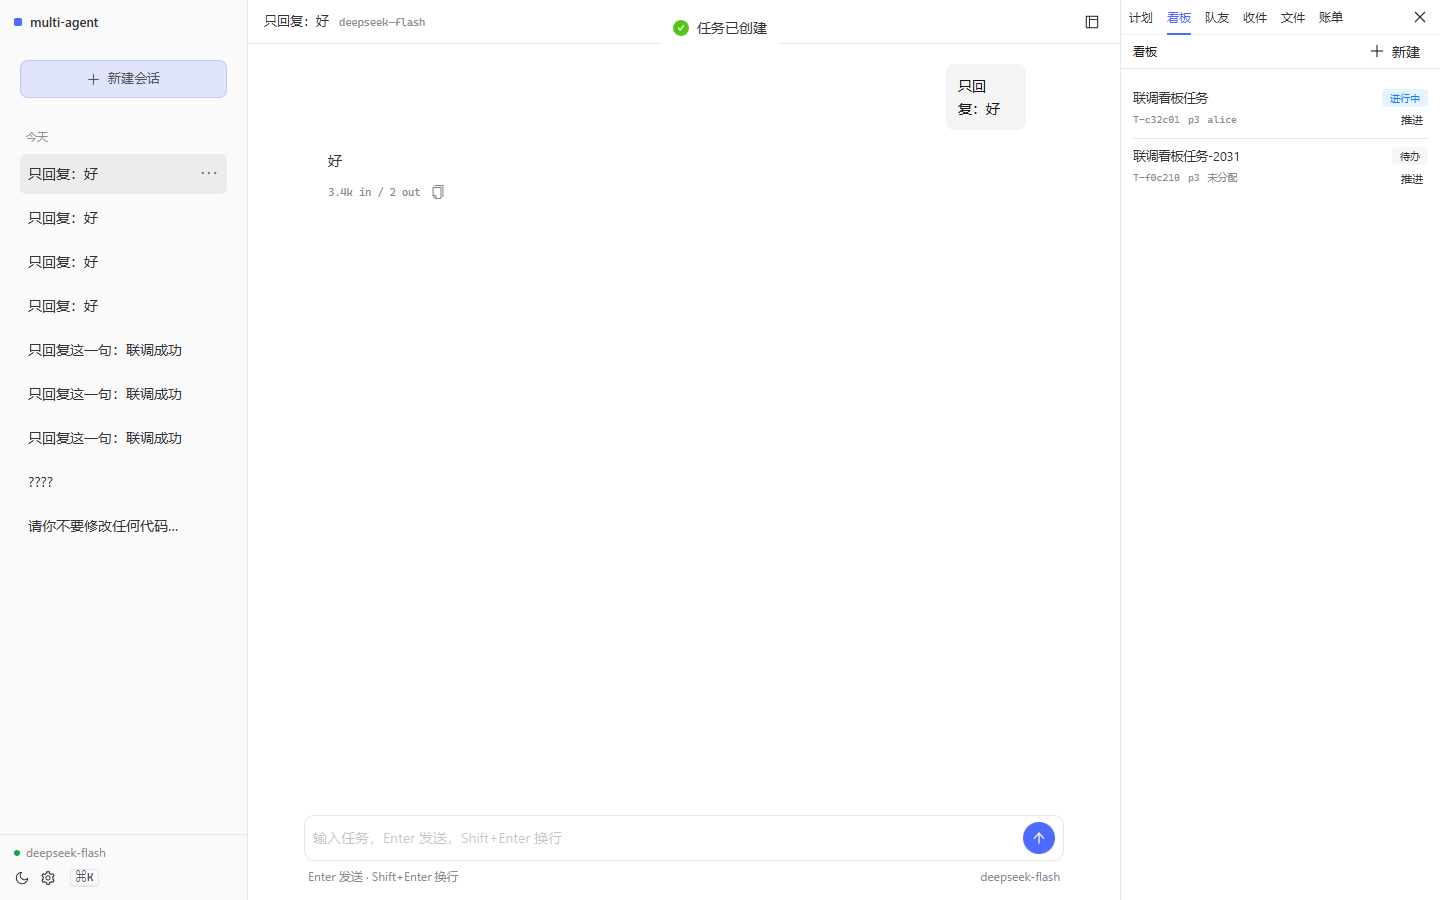 multi-agent
新建会话
今天
只回复：好
只回复：好
只回复：好
只回复：好
只回复这一句：联调成功
只回复这一句：联调成功
只回复这一句：联调成功
????
请你不要修改任何代码...
deepseek-flash
⌘K
只回复：好 deepseek-flash
任务已创建
只回
复：好
好
3.4k in / 2 out
输入任务，Enter 发送，Shift+Enter 换行
Enter 发送 · Shift+Enter 换行
deepseek-flash
计划 看板 队友 收件 文件 账单
看板
新建
联调看板任务
进行中
T-c32c01 p3 alice
推进
联调看板任务-2031
待办
T-f0c210 p3 未分配
推进